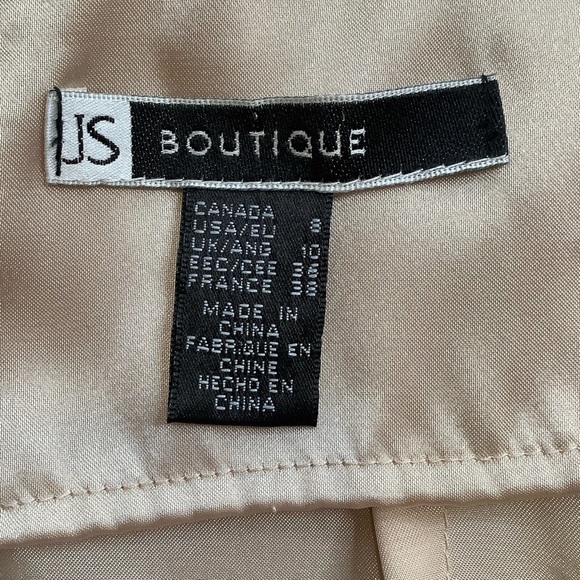 JS BOUTIQUE
CANADA
USA/EU 8
UK/ANG 10
EEC/CEE 36
FRANCE 38
MADE IN
CHINA
FABRIQUE EN
CHINE
HECHO EN
CHINA